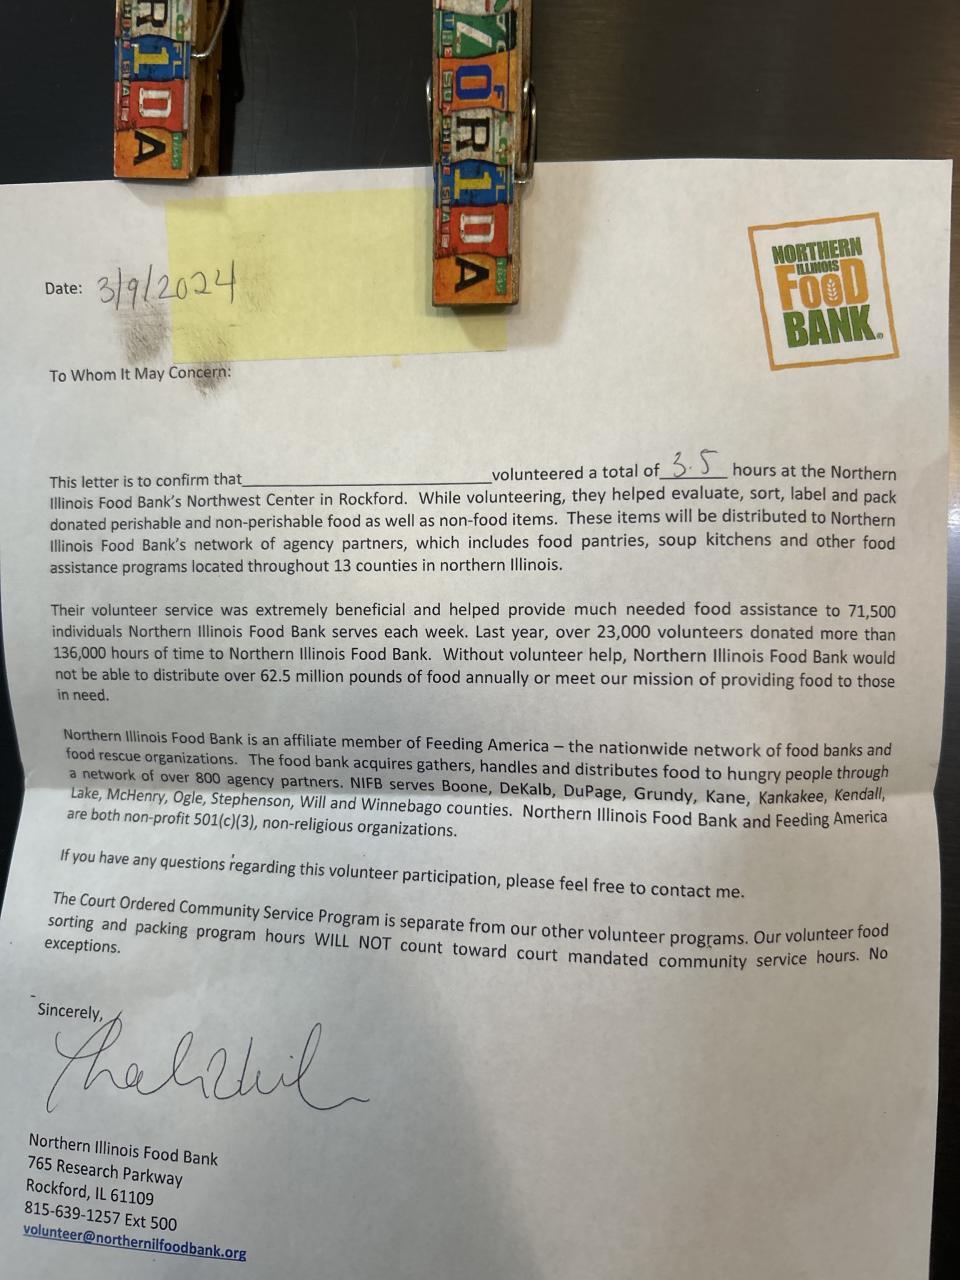 R1DA
ZOR1DA
NORTHERN
ILLINOIS
FOOD
BANK®
Date: 3/9/2024
To Whom It May Concern:
This letter is to confirm that__________________________volunteered a total of 3.5 hours at the Northern
Illinois Food Bank's Northwest Center in Rockford. While volunteering, they helped evaluate, sort, label and pack
donated perishable and non-perishable food as well as non-food items. These items will be distributed to Northern
Illinois Food Bank's network of agency partners, which includes food pantries, soup kitchens and other food
assistance programs located throughout 13 counties in northern Illinois.
Their volunteer service was extremely beneficial and helped provide much needed food assistance to 71,500
individuals Northern Illinois Food Bank serves each week. Last year, over 23,000 volunteers donated more than
136,000 hours of time to Northern Illinois Food Bank. Without volunteer help, Northern Illinois Food Bank would
not be able to distribute over 62.5 million pounds of food annually or meet our mission of providing food to those
in need.
Northern Illinois Food Bank is an affiliate member of Feeding America – the nationwide network of food banks and
food rescue organizations. The food bank acquires gathers, handles and distributes food to hungry people through
a network of over 800 agency partners. NIFB serves Boone, DeKalb, DuPage, Grundy, Kane, Kankakee, Kendall,
Lake, McHenry, Ogle, Stephenson, Will and Winnebago counties. Northern Illinois Food Bank and Feeding America
are both non-profit 501(c)(3), non-religious organizations.
If you have any questions regarding this volunteer participation, please feel free to contact me.
The Court Ordered Community Service Program is separate from our other volunteer programs. Our volunteer food
sorting and packing program hours WILL NOT count toward court mandated community service hours. No
exceptions.
Sincerely,
Northern Illinois Food Bank
765 Research Parkway
Rockford, IL 61109
815-639-1257 Ext 500
volunteer@northernilfoodbank.org